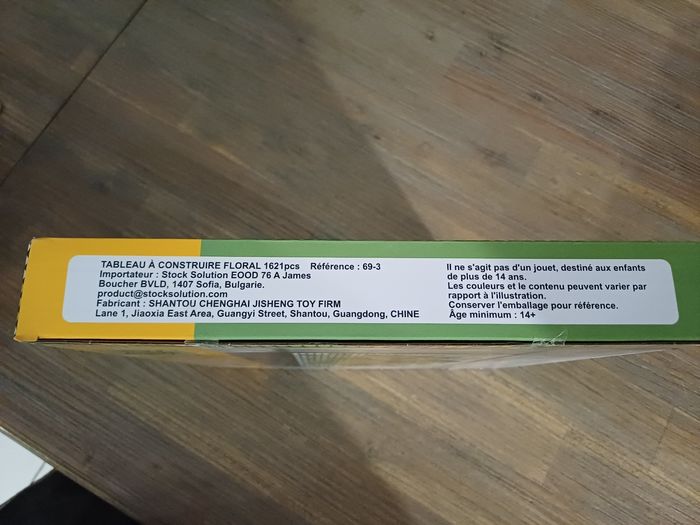 TABLEAU À CONSTRUIRE FLORAL 1621pcs Référence : 69-3
Importateur : Stock Solution EOOD 76 A James
Boucher BVLD, 1407 Sofia, Bulgarie.
product@stocksolution.com
Fabricant : SHANTOU CHENGHAI JISHENG TOY FIRM
Lane 1, Jiaoxia East Area, Guangyi Street, Shantou, Guangdong, CHINE
Il ne s'agit pas d'un jouet, destiné aux enfants
de plus de 14 ans.
Les couleurs et le contenu peuvent varier par
rapport à l'illustration.
Conserver l'emballage pour référence.
Âge minimum : 14+